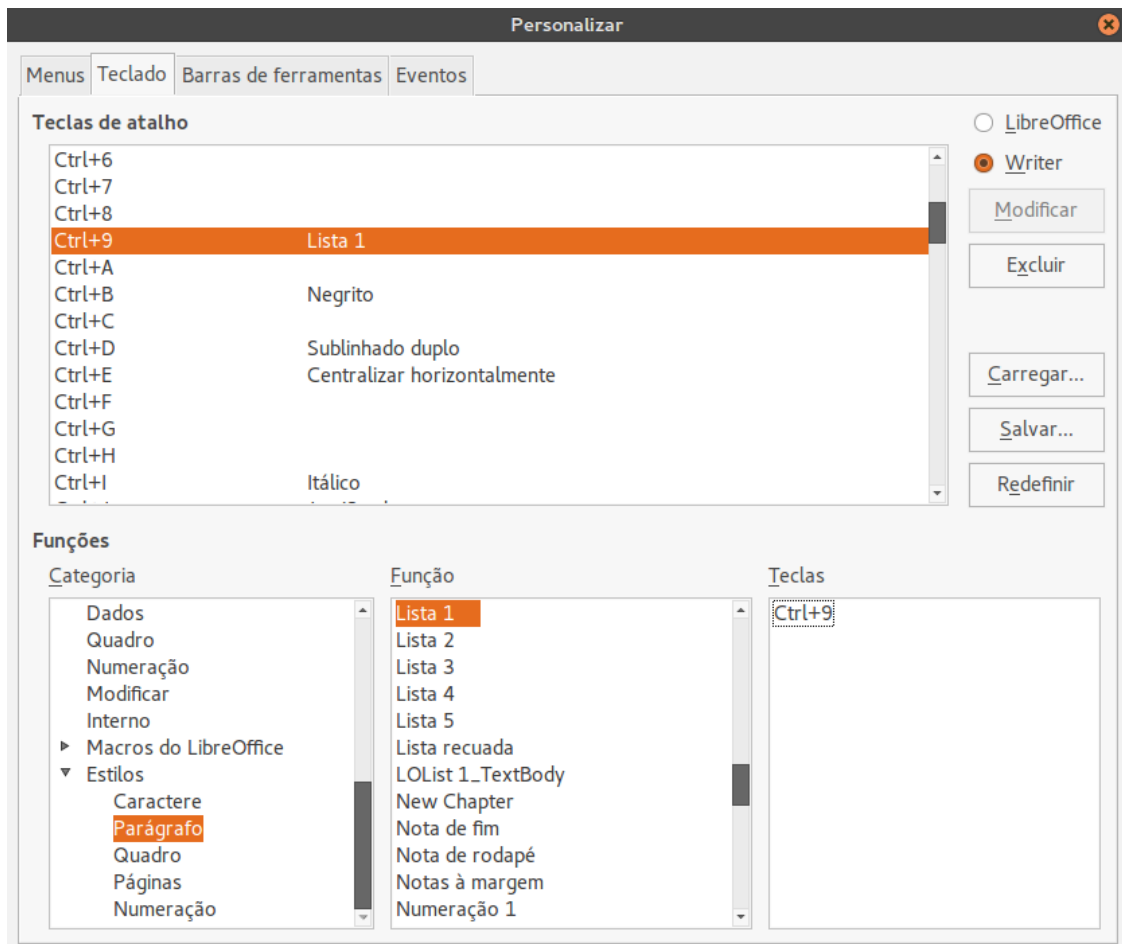 Personalizar
Menus Teclado Barras de ferramentas Eventos
Teclas de atalho
Ctrl+6
Ctrl+7
Ctrl+8
Ctrl+9 Lista 1
Ctrl+A
Ctrl+B Negrito
Ctrl+C
Ctrl+D Sublinhado duplo
Ctrl+E Centralizar horizontalmente
Ctrl+F
Ctrl+G
Ctrl+H
Ctrl+I Itálico
LibreOffice
Writer
Modificar
Excluir
Carregar...
Salvar...
Redefinir
Funções
Categoria
Dados
Quadro
Numeração
Modificar
Interno
Macros do LibreOffice
Estilos
Caractere
Parágrafo
Quadro
Páginas
Numeração
Função
Lista 1
Lista 2
Lista 3
Lista 4
Lista 5
Lista recuada
LOList 1_TextBody
New Chapter
Nota de fim
Nota de rodapé
Notas à margem
Numeração 1
Teclas
Ctrl+9